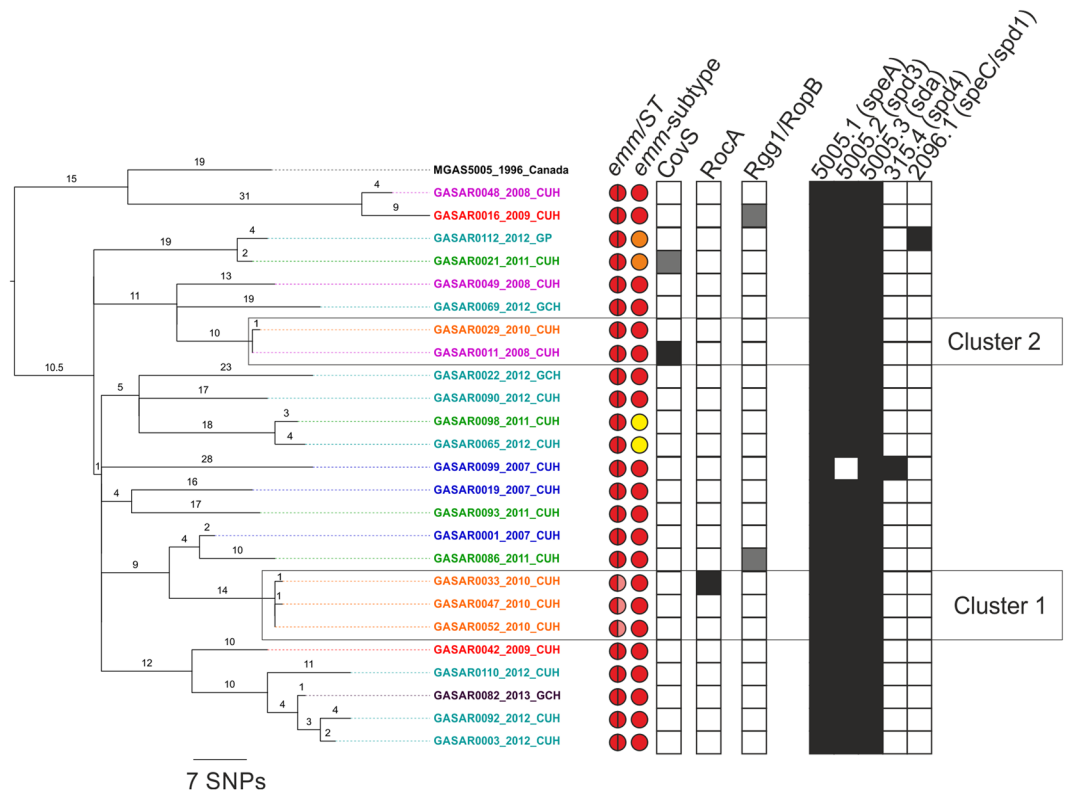 emm/ST
emm-subtype
CovS
RocA
Rgg1/RopB
5005.1 (speA)
5005.2 (spd3)
5005.3 (sda)
315.4 (spd4)
2096.1 (speC/spd1)
19
MGAS5005_1996_Canada
15
4
GASAR0048_2008_CUH
31
9
GASAR0016_2009_CUH
4
GASAR0112_2012_GP
19
2
GASAR0021_2011_CUH
13
GASAR0049_2008_CUH
11
19
GASAR0069_2012_GCH
1
GASAR0029_2010_CUH
10
GASAR0011_2008_CUH
Cluster 2
10.5
23
GASAR0022_2012_GCH
5
17
GASAR0090_2012_CUH
3
GASAR0098_2011_CUH
18
4
GASAR0065_2012_CUH
1
28
GASAR0099_2007_CUH
16
GASAR0019_2007_CUH
4
17
GASAR0093_2011_CUH
2
GASAR0001_2007_CUH
4
10
GASAR0086_2011_CUH
9
1
GASAR0033_2010_CUH
14
1
GASAR0047_2010_CUH
Cluster 1
GASAR0052_2010_CUH
10
GASAR0042_2009_CUH
12
11
GASAR0110_2012_CUH
10
1
GASAR0082_2013_GCH
4
4
GASAR0092_2012_CUH
3
2
GASAR0003_2012_CUH
7 SNPs